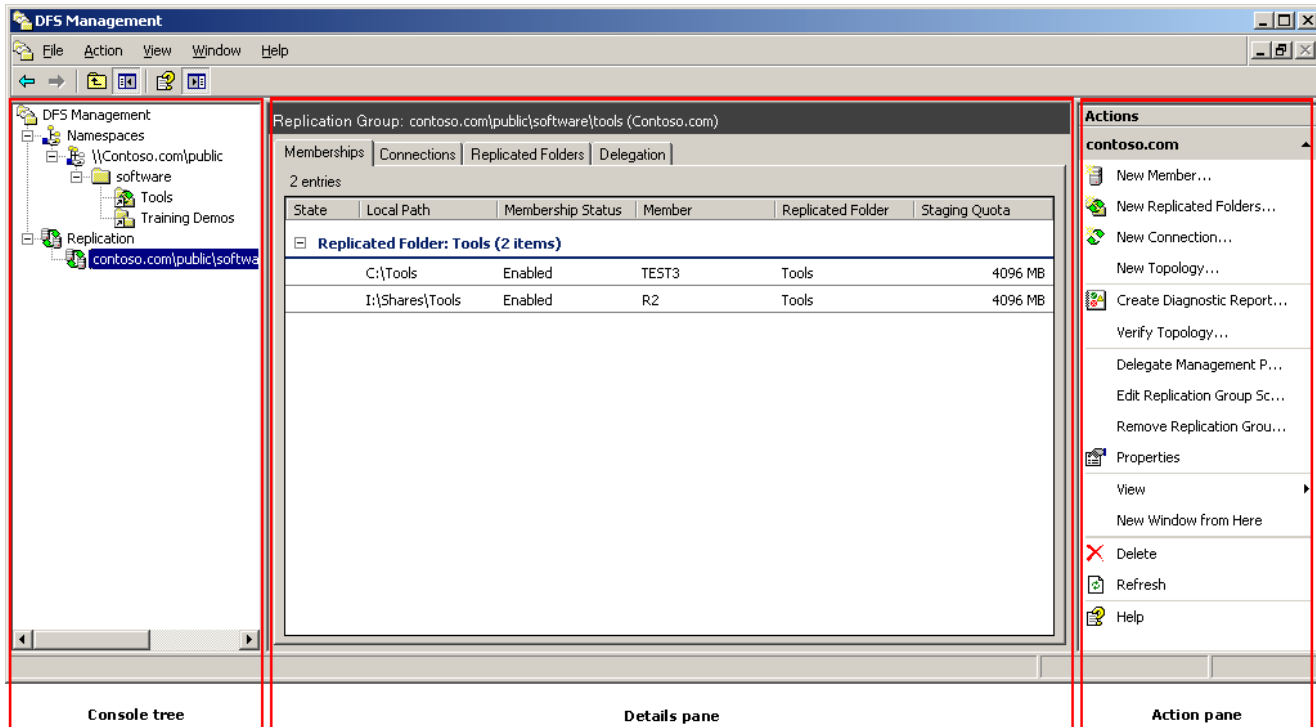 DFS Management
File Action View Window Help
DFS Management
Namespaces
\\Contoso.com\public
software
Tools
Training Demos
Replication
contoso.com\public\softwa
Replication Group: contoso.com\public\software\tools (Contoso.com)
Memberships Connections Replicated Folders Delegation
2 entries
State Local Path Membership Status Member Replicated Folder Staging Quota
Replicated Folder: Tools (2 items)
C:\Tools Enabled TEST3 Tools 4096 MB
I:\Shares\Tools Enabled R2 Tools 4096 MB
Actions
contoso.com
New Member...
New Replicated Folders...
New Connection...
New Topology...
Create Diagnostic Report...
Verify Topology...
Delegate Management P...
Edit Replication Group Sc...
Remove Replication Grou...
Properties
View
New Window from Here
Delete
Refresh
Help
Console tree
Details pane
Action pane